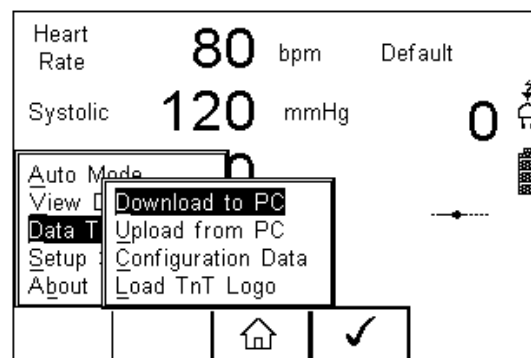 Heart
Rate
80 bpm
Default
Systolic
120 mmHg
0
Auto Mode
View
Data T
Setup
About
Download to PC
Upload from PC
Configuration Data
Load TnT Logo